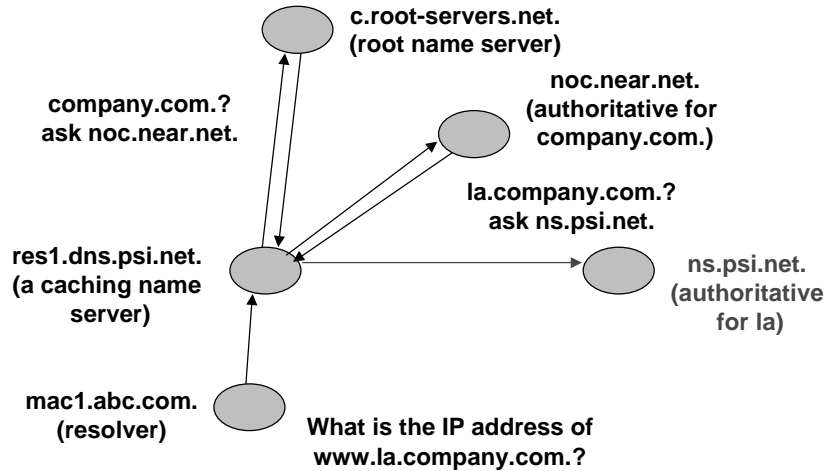 c.root-servers.net.
(root name server)
company.com.?
ask noc.near.net.
noc.near.net.
(authoritative for
company.com.)
la.company.com.?
ask ns.psi.net.
res1.dns.psi.net.
(a caching name
server)
ns.psi.net.
(authoritative
for la)
mac1.abc.com.
(resolver)
What is the IP address of
www.la.company.com.?